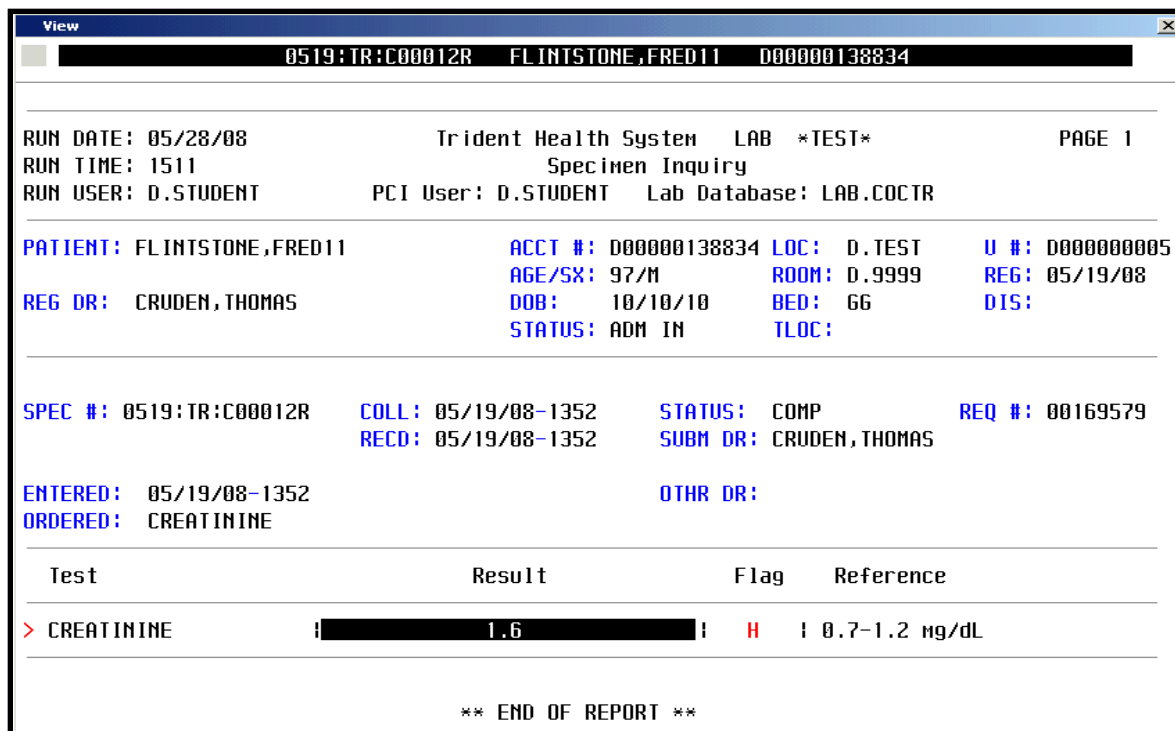 View
0519:TR:C00012R FLINTSTONE,FRED11 D00000138834
RUN DATE: 05/28/08 Trident Health System LAB *TEST* PAGE 1
RUN TIME: 1511 Specimen Inquiry
RUN USER: D.STUDENT PCI User: D.STUDENT Lab Database: LAB.COCTR
PATIENT: FLINTSTONE,FRED11 ACCT #: D00000138834 LOC: D.TEST U #: D000000005
AGE/SX: 97/M ROOM: D.9999 REG: 05/19/08
REG DR: CRUDEN,THOMAS DOB: 10/10/10 BED: GG DIS:
STATUS: ADM IN TLOC:
SPEC #: 0519:TR:C00012R COLL: 05/19/08-1352 STATUS: COMP REQ #: 00169579
RECD: 05/19/08-1352 SUBM DR: CRUDEN,THOMAS
ENTERED: 05/19/08-1352 OTHR DR:
ORDERED: CREATININE
Test Result Flag Reference
> CREATININE | 1.6 | H | 0.7-1.2 mg/dL
** END OF REPORT **